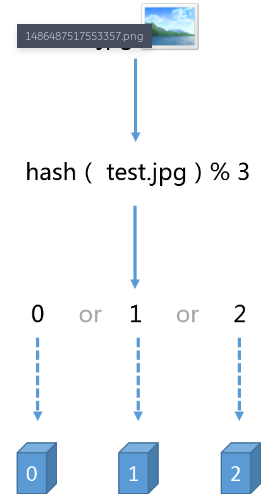 1486487517553357.png
hash ( test.jpg ) % 3
0 or 1 or 2
0 1 2